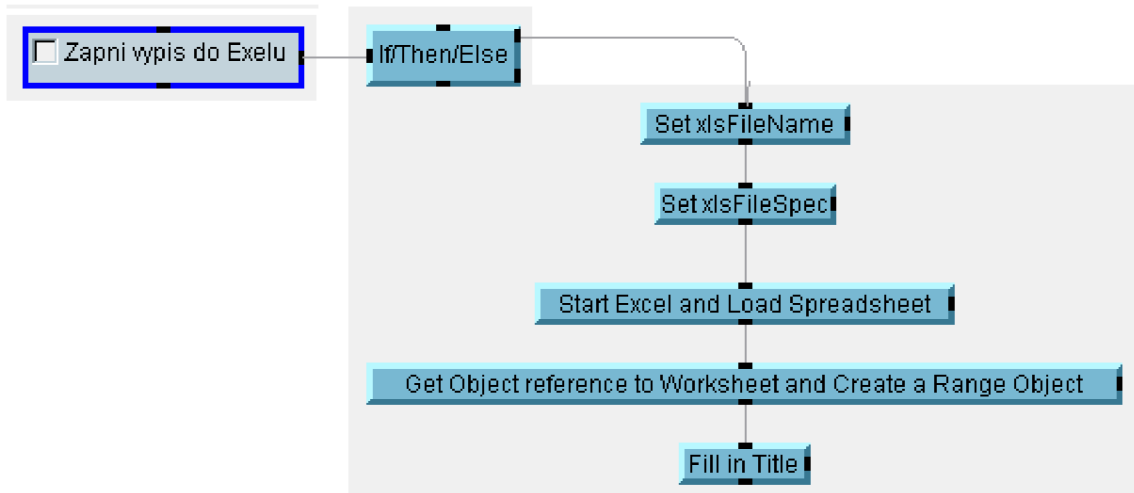 Zapni vypis do Exelu
If/Then/Else
Set xlsFileName
Set xlsFileSpec
Start Excel and Load Spreadsheet
Get Object reference to Worksheet and Create a Range Object
Fill in Title